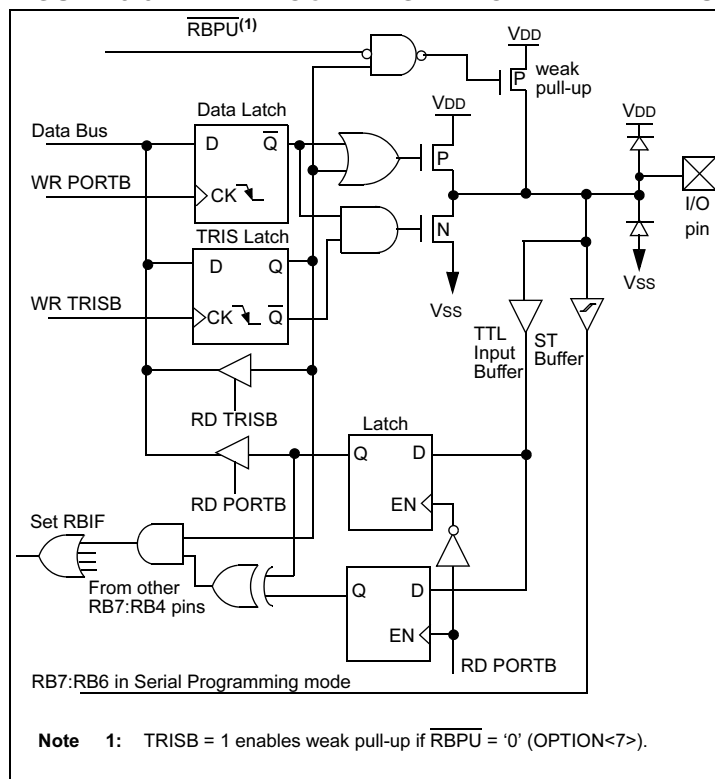 RBPU(1)
VDD
P
weak
pull-up
Data Latch
VDD
VDD
Data Bus
D
Q
P
WR PORTB
CK
I/O
pin
TRIS Latch
N
D
Q
VSS
WR TRISB
CK
Q
VSS
TTL
Input
Buffer
ST
Buffer
RD TRISB
Latch
Q
D
RD PORTB
EN
Set RBIF
From other
RB7:RB4 pins
Q
D
EN
RD PORTB
RB7:RB6 in Serial Programming mode
Note 1: TRISB = 1 enables weak pull-up if RBPU = ‘0’ (OPTION<7>).